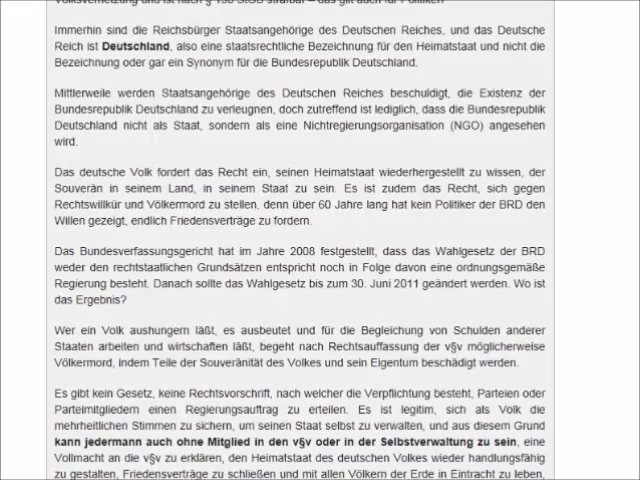 Volksverhetzung und ist nach § 130 StGB strafbar – das gilt auch für Politiker!
Immerhin sind die Reichsbürger Staatsangehörige des Deutschen Reiches, und das Deutsche
Reich ist Deutschland, also eine staatsrechtliche Bezeichnung für den Heimatstaat und nicht die
Bezeichnung oder gar ein Synonym für die Bundesrepublik Deutschland.
Mittlerweile werden Staatsangehörige des Deutschen Reiches beschuldigt, die Existenz der
Bundesrepublik Deutschland zu verleugnen, doch zutreffend ist lediglich, dass die Bundesrepublik
Deutschland nicht als Staat, sondern als eine Nichtregierungsorganisation (NGO) angesehen
wird.
Das deutsche Volk fordert das Recht ein, seinen Heimatstaat wiederhergestellt zu wissen, der
Souverän in seinem Land, in seinem Staat zu sein. Es ist zudem das Recht, sich gegen
Rechtswillkür und Völkermord zu stellen, denn über 60 Jahre lang hat kein Politiker der BRD den
Willen gezeigt, endlich Friedensverträge zu fordern.
Das Bundesverfassungsgericht hat im Jahre 2008 festgestellt, dass das Wahlgesetz der BRD
weder den rechtstaatlichen Grundsätzen entspricht noch in Folge davon eine ordnungsgemäße
Regierung besteht. Danach sollte das Wahlgesetz bis zum 30. Juni 2011 geändert werden. Wo ist
das Ergebnis?
Wer ein Volk aushungern läßt, es ausbeutet und für die Begleichung von Schulden anderer
Staaten arbeiten und wirtschaften läßt, begeht nach Rechtsauffassung der v§v möglicherweise
Völkermord, indem Teile der Souveränität des Volkes und sein Eigentum beschädigt werden.
Es gibt kein Gesetz, keine Rechtsvorschrift, nach welcher die Verpflichtung besteht, Parteien oder
Parteimitgliedern einen Regierungsauftrag zu erteilen. Es ist legitim, sich als Volk die
mehrheitlichen Stimmen zu sichern, um seinen Staat selbst zu verwalten, und aus diesem Grund
kann jedermann auch ohne Mitglied in den v§v oder in der Selbstverwaltung zu sein, eine
Vollmacht an die v§v zu erklären, den Heimatstaat des deutschen Volkes wieder handlungsfähig
zu gestalten, Friedensverträge zu schließen und mit allen Völkern der Erde in Eintracht zu leben,